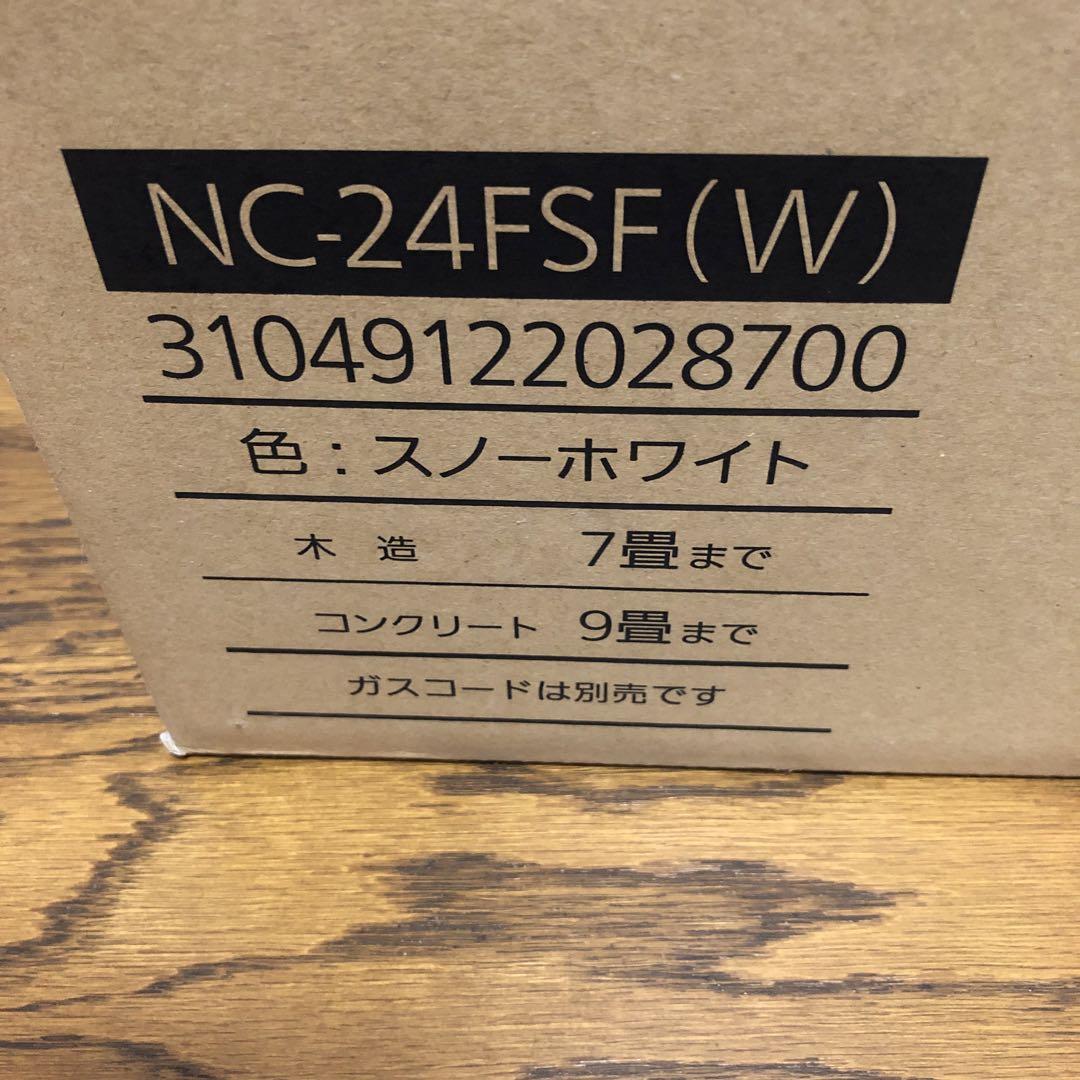 NC-24FSF(W)
31049122028700
色:スノーホワイト
木 造 7畳まで
コンクリート 9畳まで
ガスコードは別売です